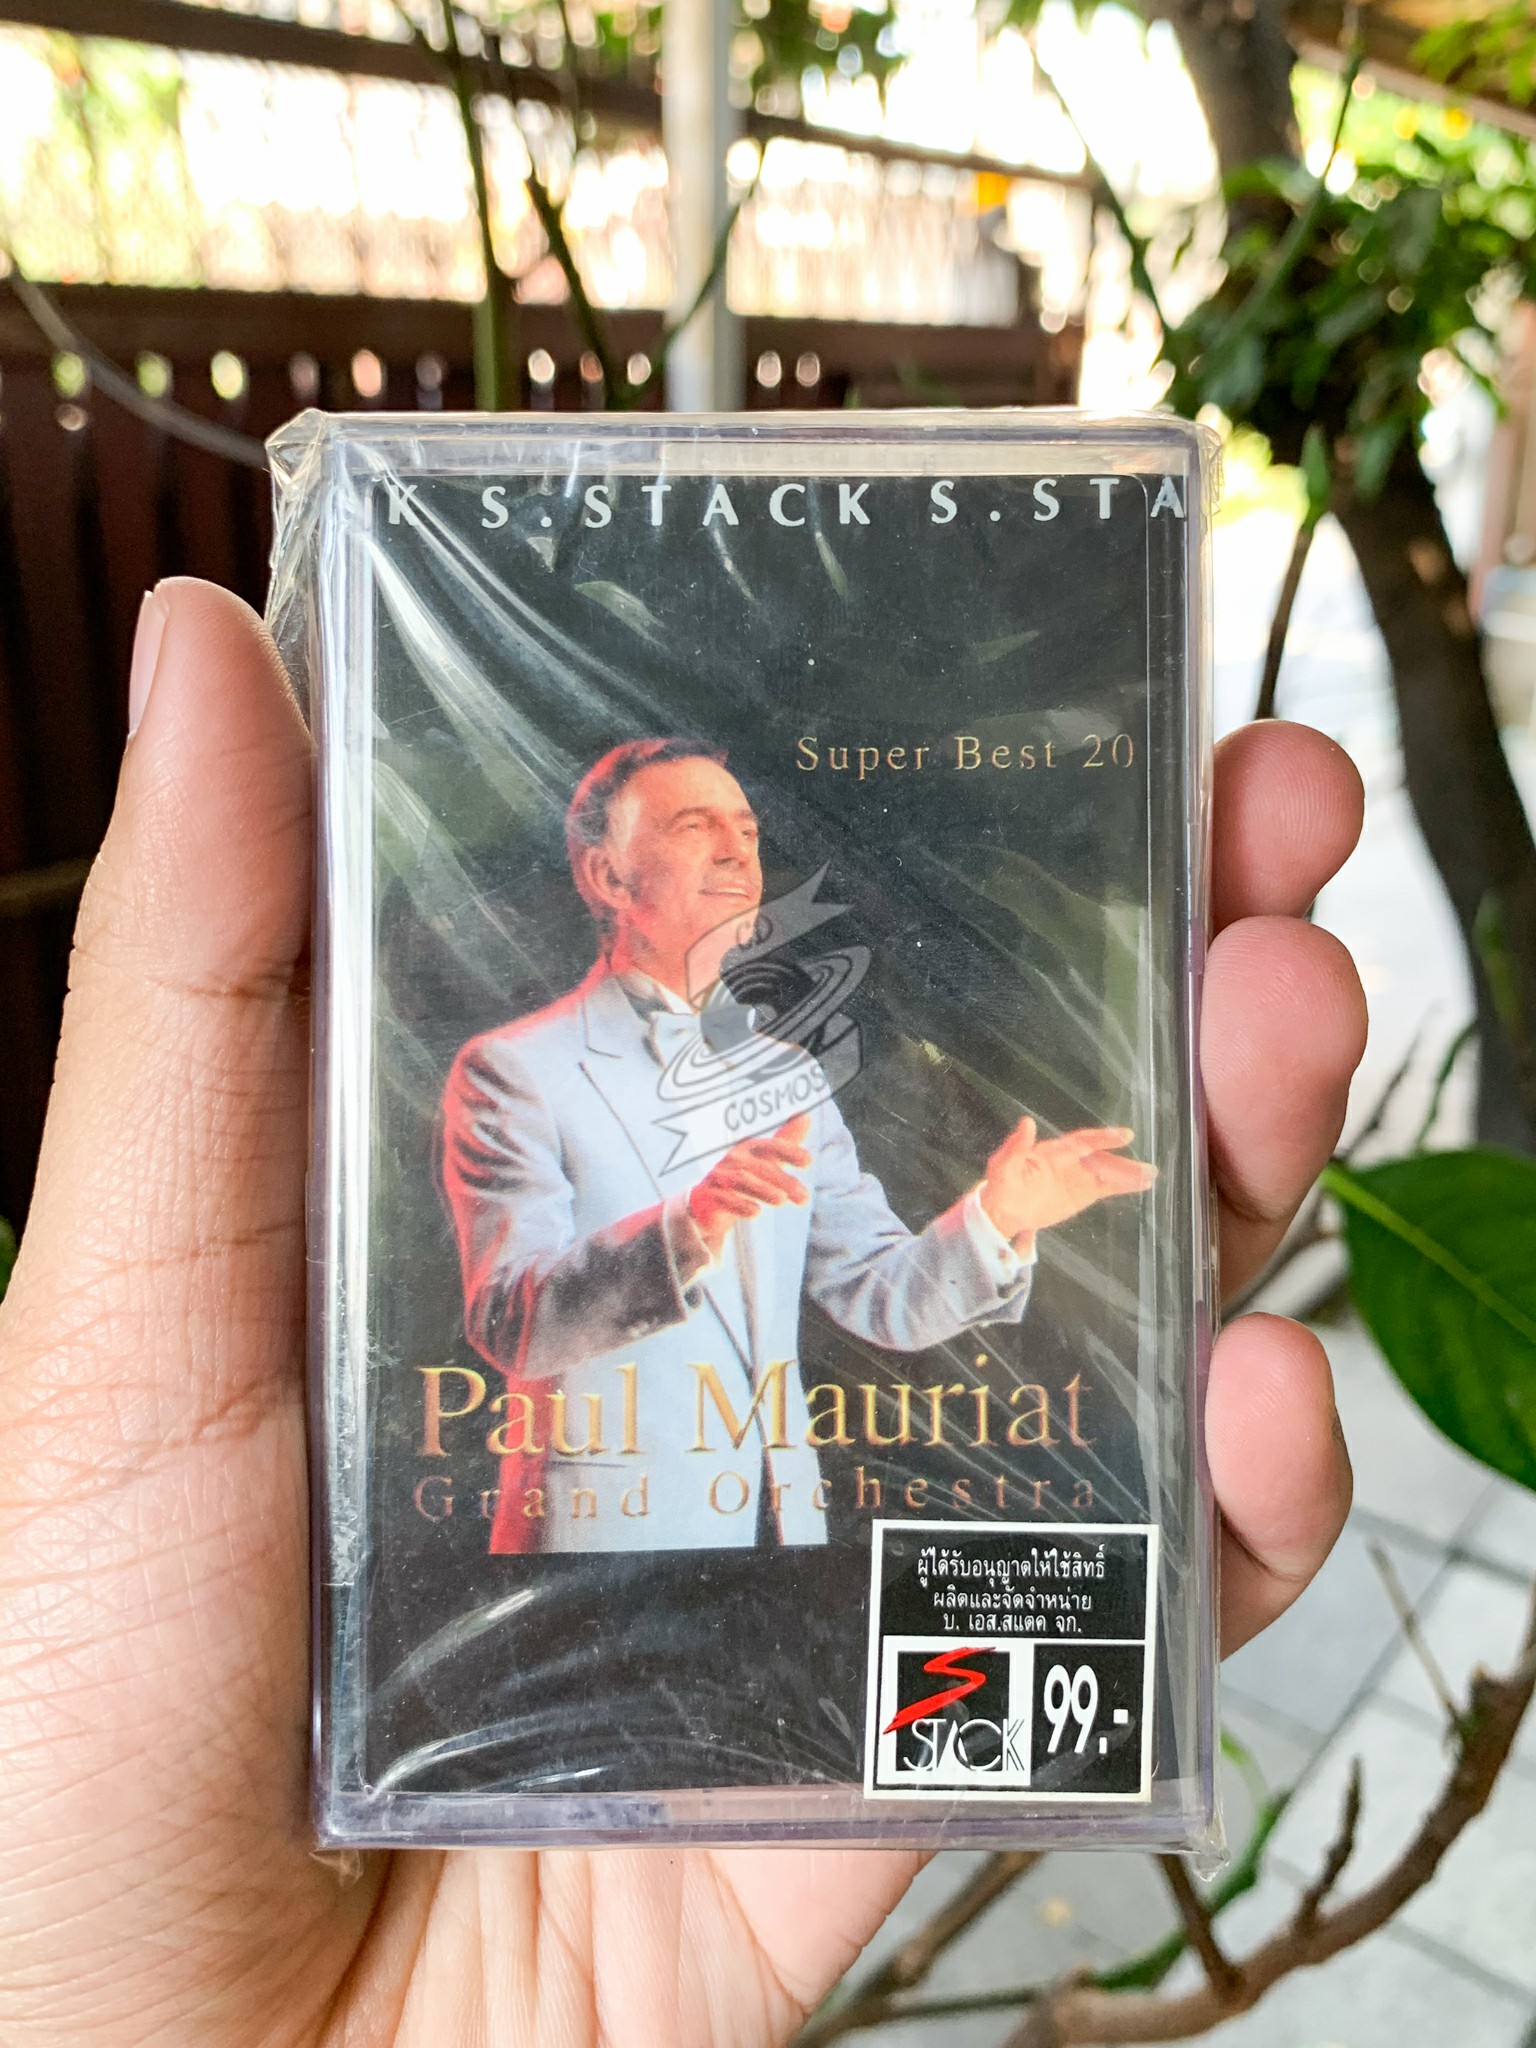 K S.STACK S.STA
Super Best 20
CD
COSMOS
Paul Mauriat
Grand Orchestra
ผู้ได้รับอนุญาตให้ใช้สิทธิ์
ผลิตและจัดจำหน่าย
บ. เอส.สแตค จก.
S
STACK
99.-